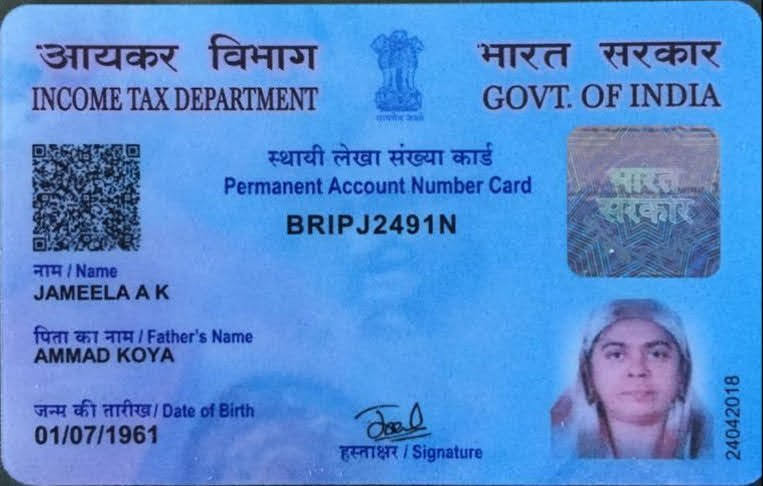 आयकर विभाग
INCOME TAX DEPARTMENT
भारत सरकार
GOVT. OF INDIA
सत्यमेव जयते
स्थायी लेखा संख्या कार्ड
Permanent Account Number Card
BRIPJ2491N
भारत
सरकार
नाम / Name
JAMEELA A K
पिता का नाम / Father's Name
AMMAD KOYA
जन्म की तारीख / Date of Birth
01/07/1961
हस्ताक्षर / Signature
24042018